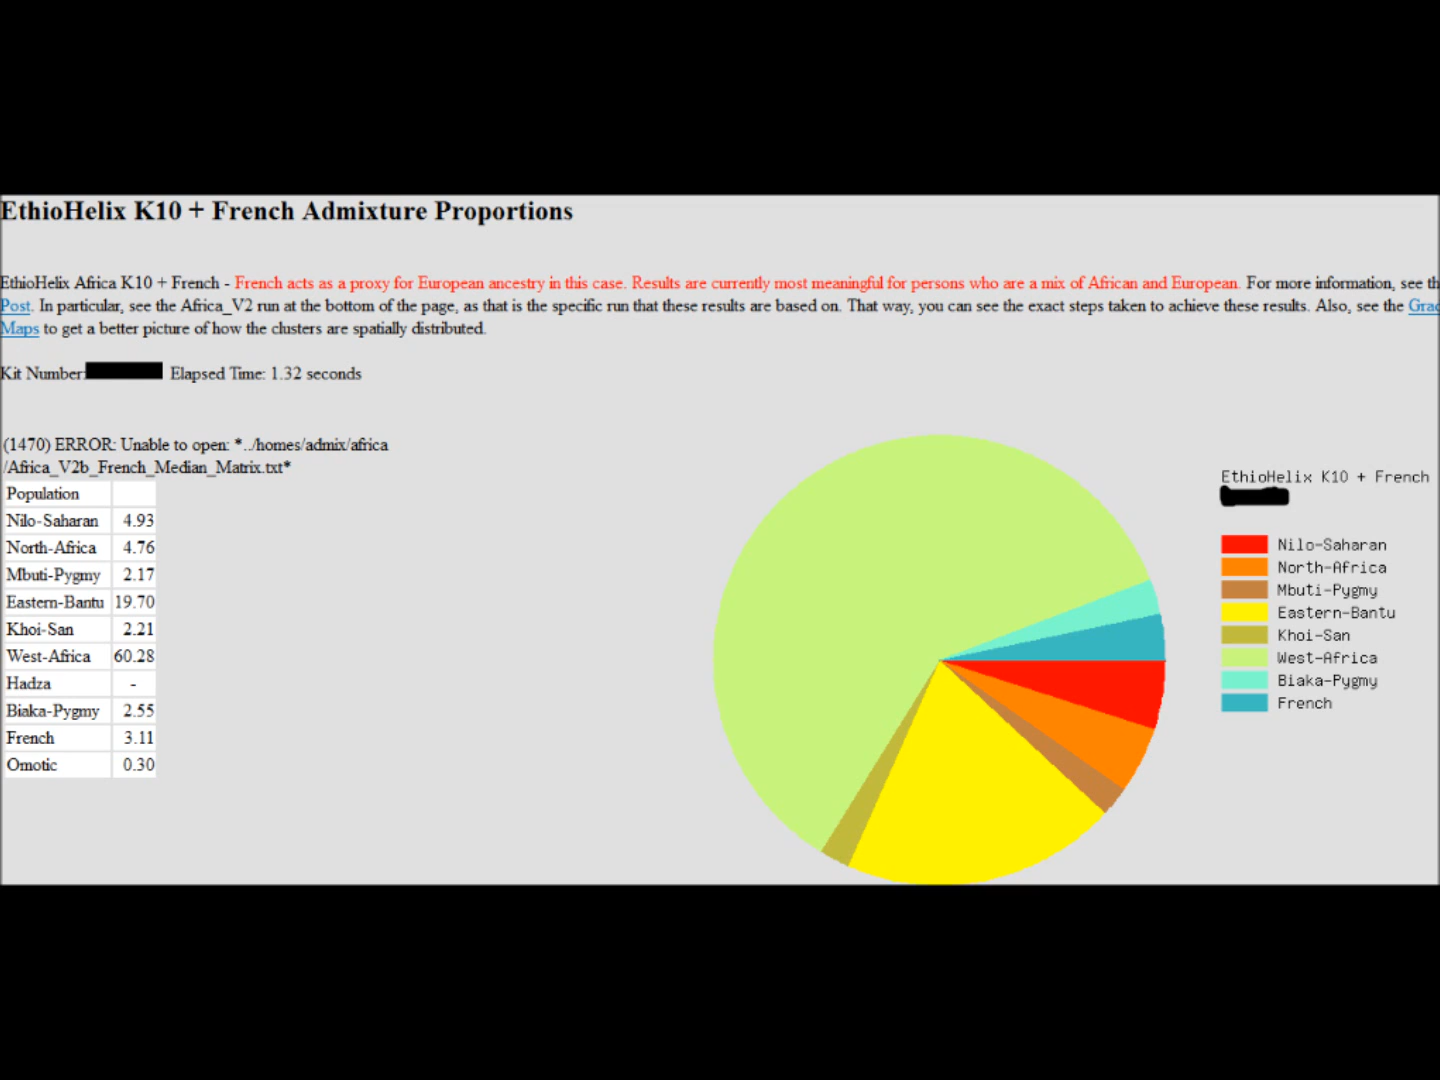 EthioHelix K10 + French Admixture Proportions
EthioHelix Africa K10 + French - French acts as a proxy for European ancestry in this case. Results are currently most meaningful for persons who are a mix of African and European. For more information, see th
Post. In particular, see the Africa_V2 run at the bottom of the page, as that is the specific run that these results are based on. That way, you can see the exact steps taken to achieve these results. Also, see the Grad
Maps to get a better picture of how the clusters are spatially distributed.
Kit Number: Elapsed Time: 1.32 seconds
(1470) ERROR: Unable to open: *../homes/admix/africa
/Africa_V2b_French_Median_Matrix.txt*
Population
Nilo-Saharan 4.93
North-Africa 4.76
Mbuti-Pygmy 2.17
Eastern-Bantu 19.70
Khoi-San 2.21
West-Africa 60.28
Hadza -
Biaka-Pygmy 2.55
French 3.11
Omotic 0.30
EthioHelix K10 + French
Nilo-Saharan
North-Africa
Mbuti-Pygmy
Eastern-Bantu
Khoi-San
West-Africa
Biaka-Pygmy
French